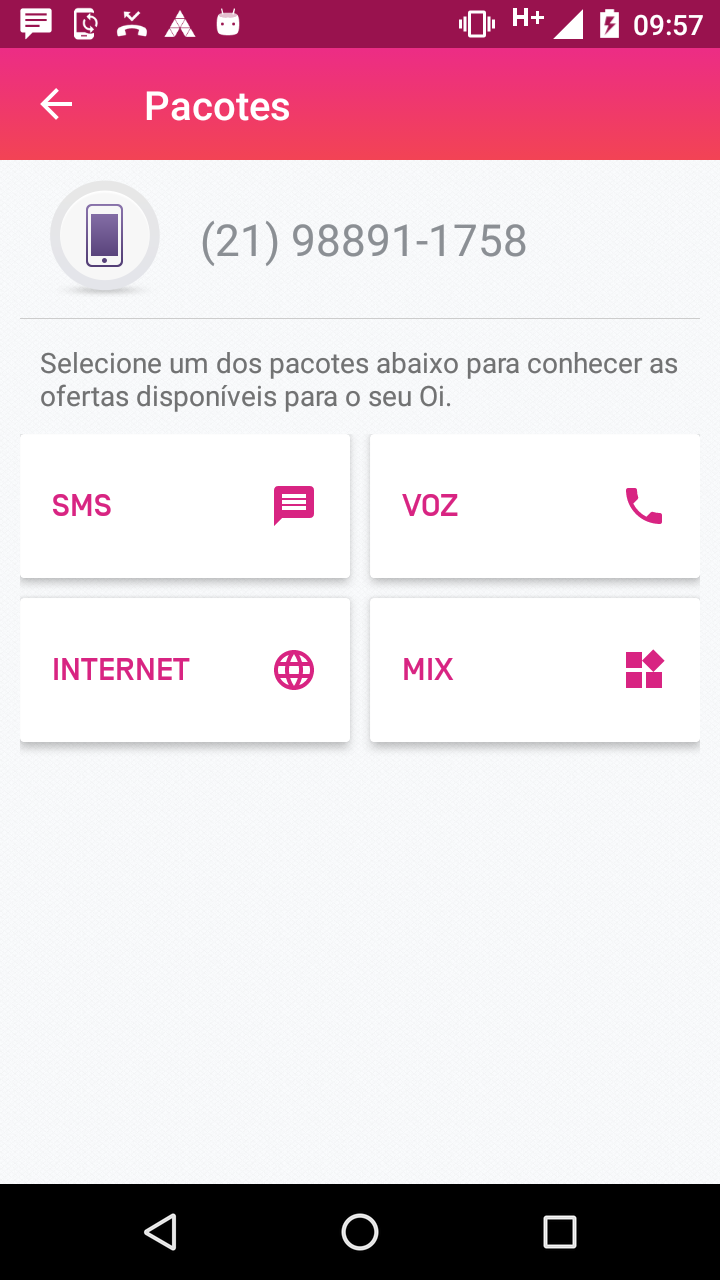 H+ 09:57
Pacotes
(21) 98891-1758
Selecione um dos pacotes abaixo para conhecer as
ofertas disponíveis para o seu Oi.
SMS VOZ
INTERNET MIX